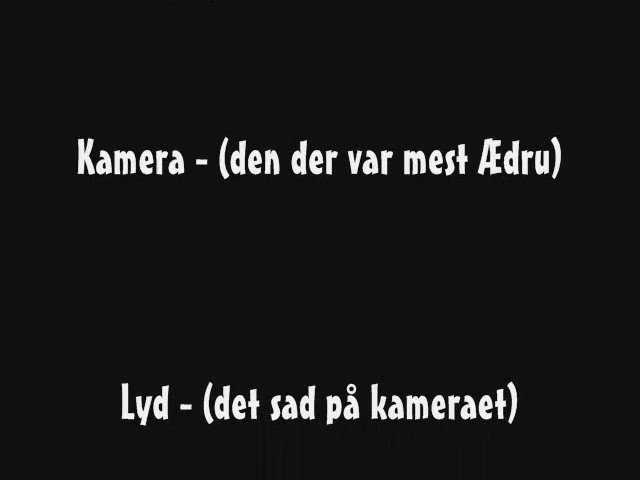 Kamera - (den der var mest Ædru)
Lyd - (det sad på kameraet)